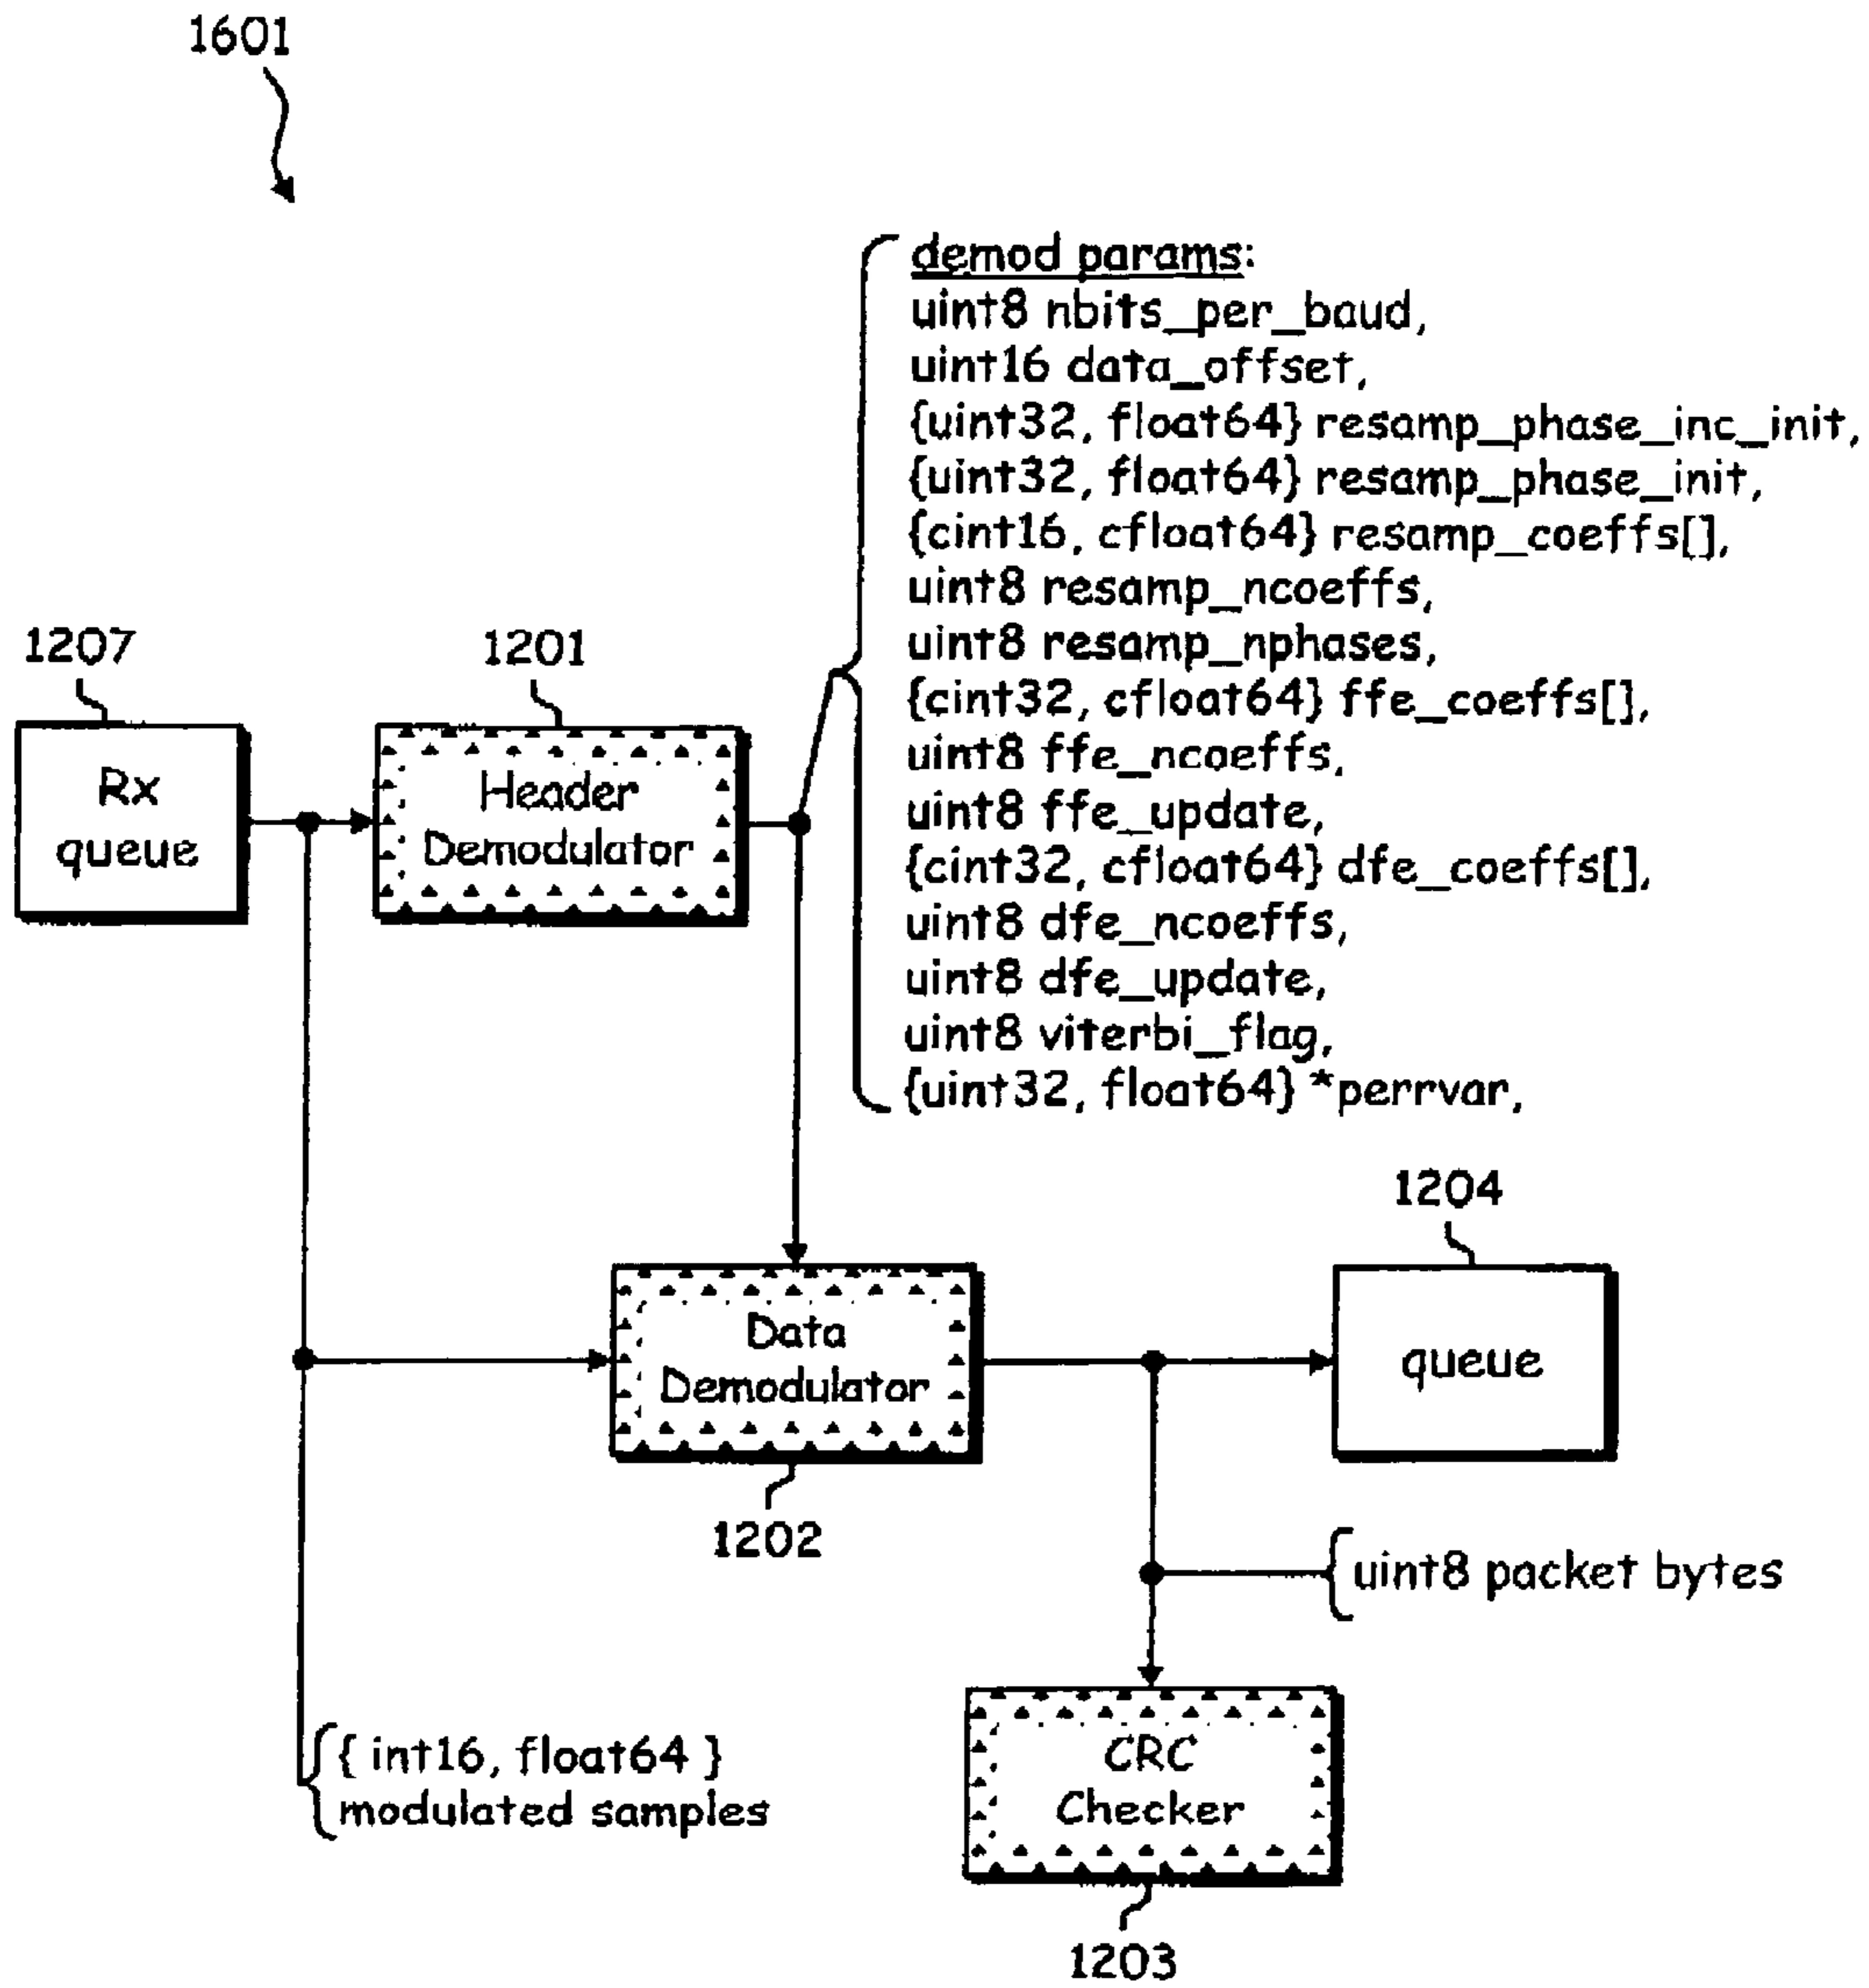 1601
demod params:
uint8 nbits_per_baud,
uint16 data_offset,
{uint32, float64} resamp_phase_inc_init,
{uint32, float64} resamp_phase_init,
{cint16, cfloat64} resamp_coeffs[],
uint8 resamp_ncoeffs,
uint8 resamp_nphases,
{cint32, cfloat64} ffe_coeffs[],
uint8 ffe_ncoeffs,
uint8 ffe_update,
{cint32, cfloat64} dfe_coeffs[],
uint8 dfe_ncoeffs,
uint8 dfe_update,
uint8 viterbi_flag,
{uint32, float64} *perrvar,
1207
1201
Rx
queue
Header
Demodulator
1204
Data
Demodulator
queue
1202
uint8 packet bytes
{ int16, float64 }
modulated samples
CRC
Checker
1203